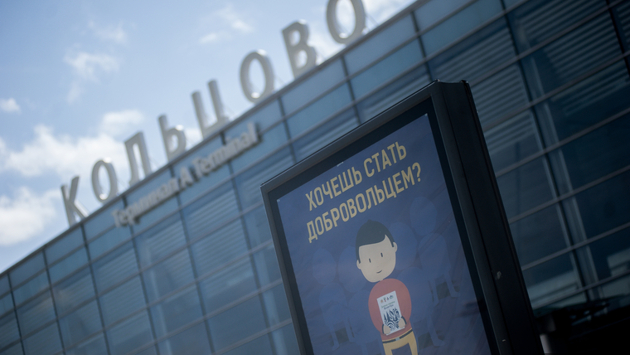 КОЛЬЦОВО
Терминал A Terminal A
ХОЧЕШЬ СТАТЬ
ДОБРОВОЛЬЦЕМ?